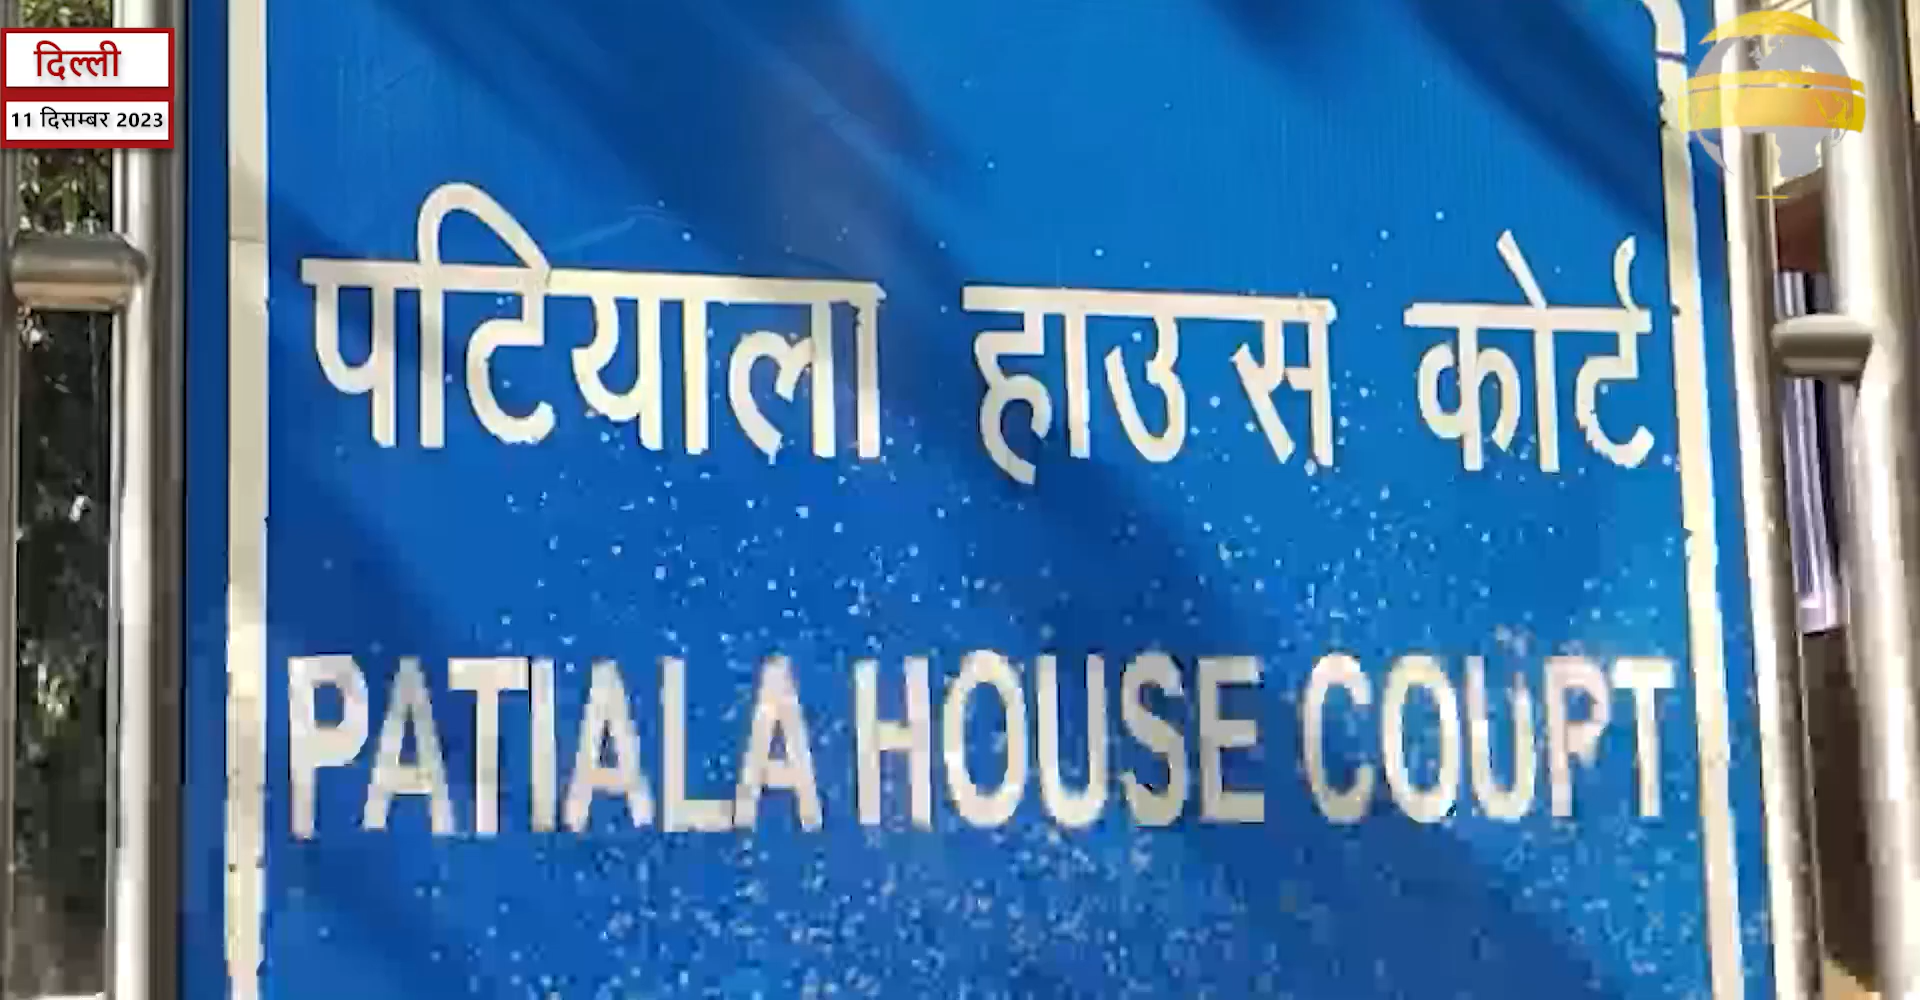 दिल्ली
11 दिसम्बर 2023
पटियाला हाउस कोर्ट
PATIALA HOUSE COURT